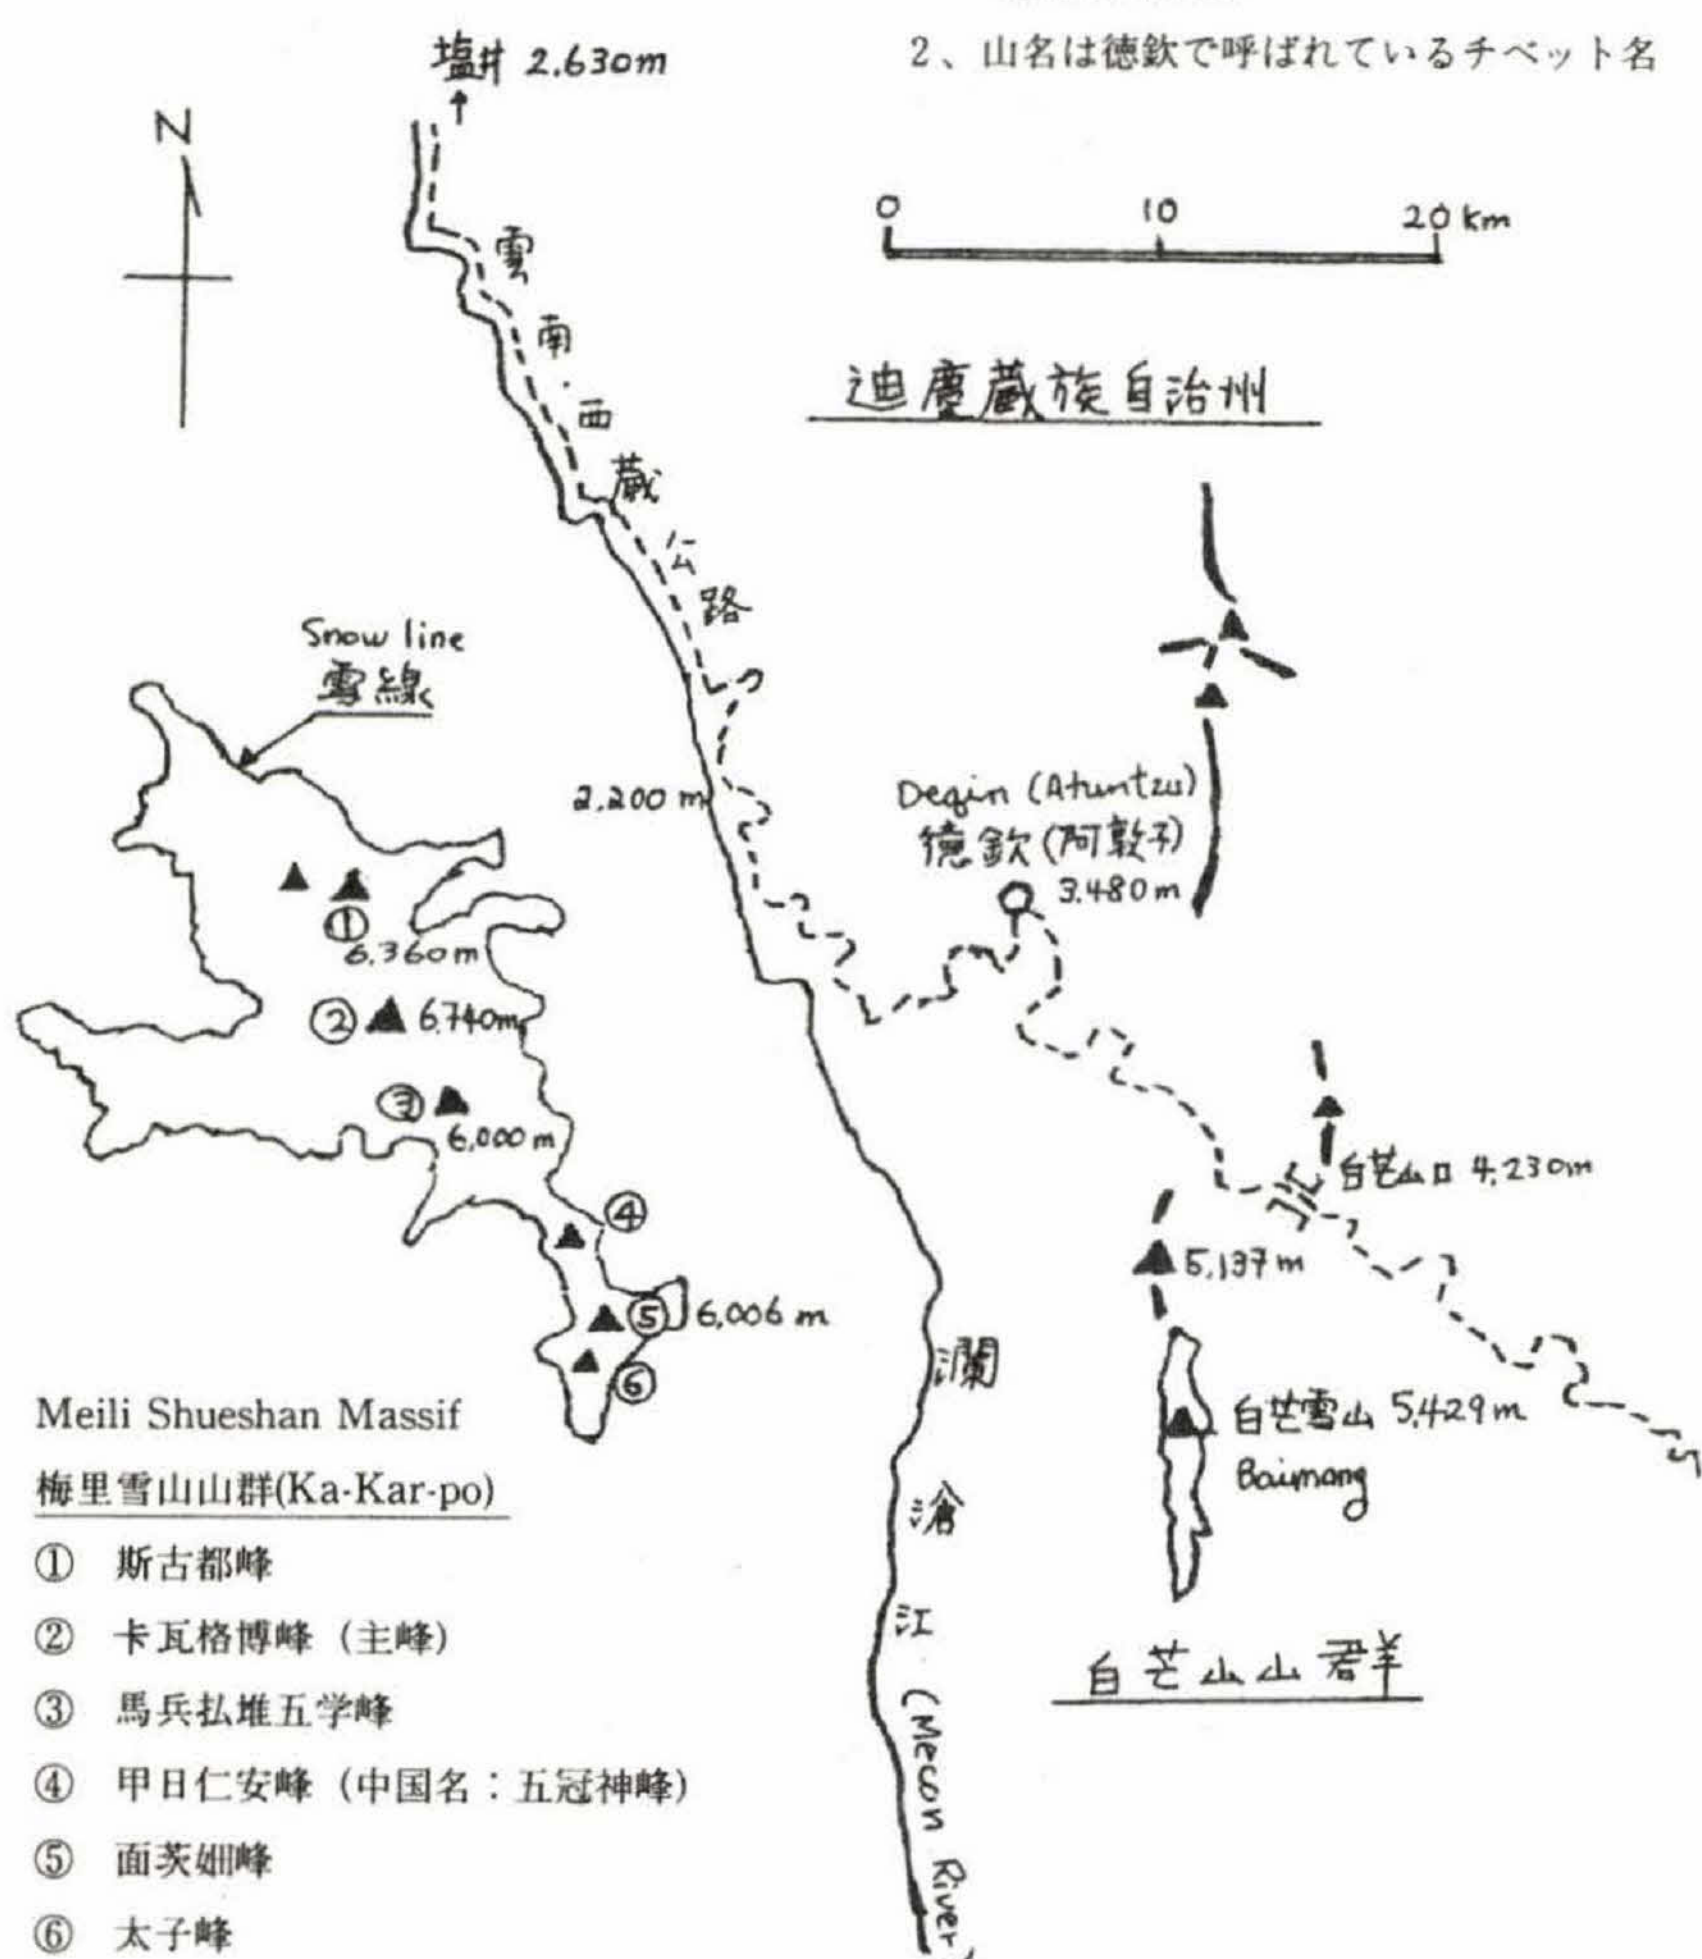 2、山名は徳欽で呼ばれているチベット名
塩井 2.630m
N
0 10 20 km
雲南・西蔵公路
迪慶蔵族自治州
Snow line
雪線
2.200 m
Deqin (Atuntzu)
徳欽 (阿敦子)
3.480m
①
6.360m
② 6.740m
③
6.000m
④
⑤ 6.006 m
⑥
白芒山口 4.230m
5.137m
白芒雪山 5.429m
Baimang
白芒山山群
瀾滄江 (Mecon River)
Meili Shueshan Massif
梅里雪山山群(Ka-Kar-po)
① 斯古都峰
② 卡瓦格博峰（主峰）
③ 馬兵払堆五学峰
④ 甲日仁安峰（中国名：五冠神峰）
⑤ 面茨姆峰
⑥ 太子峰